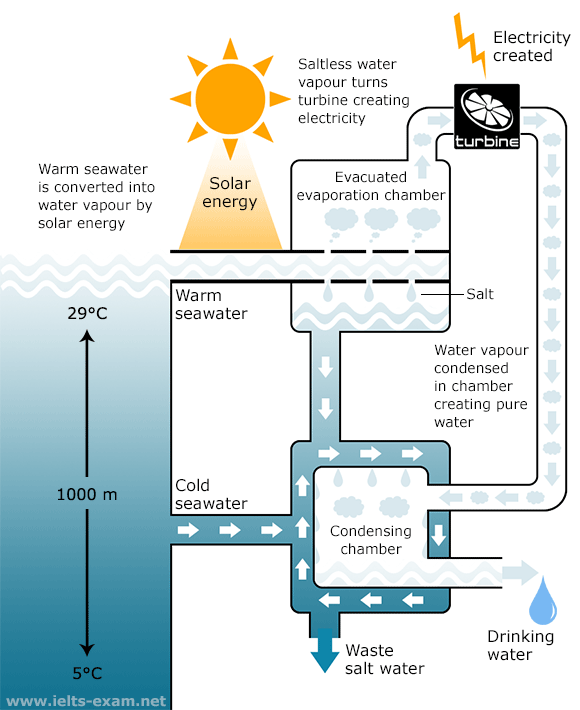 Electricity
created
Saltless water
vapour turns
turbine creating
electricity
turbine
Warm seawater
is converted into
water vapour by
solar energy
Solar
energy
Evacuated
evaporation chamber
Warm
seawater
Salt
29°C
Water vapour
condensed
in chamber
creating pure
water
1000 m
Cold
seawater
Condensing
chamber
Drinking
water
Waste
salt water
5°C
www.ielts-exam.net